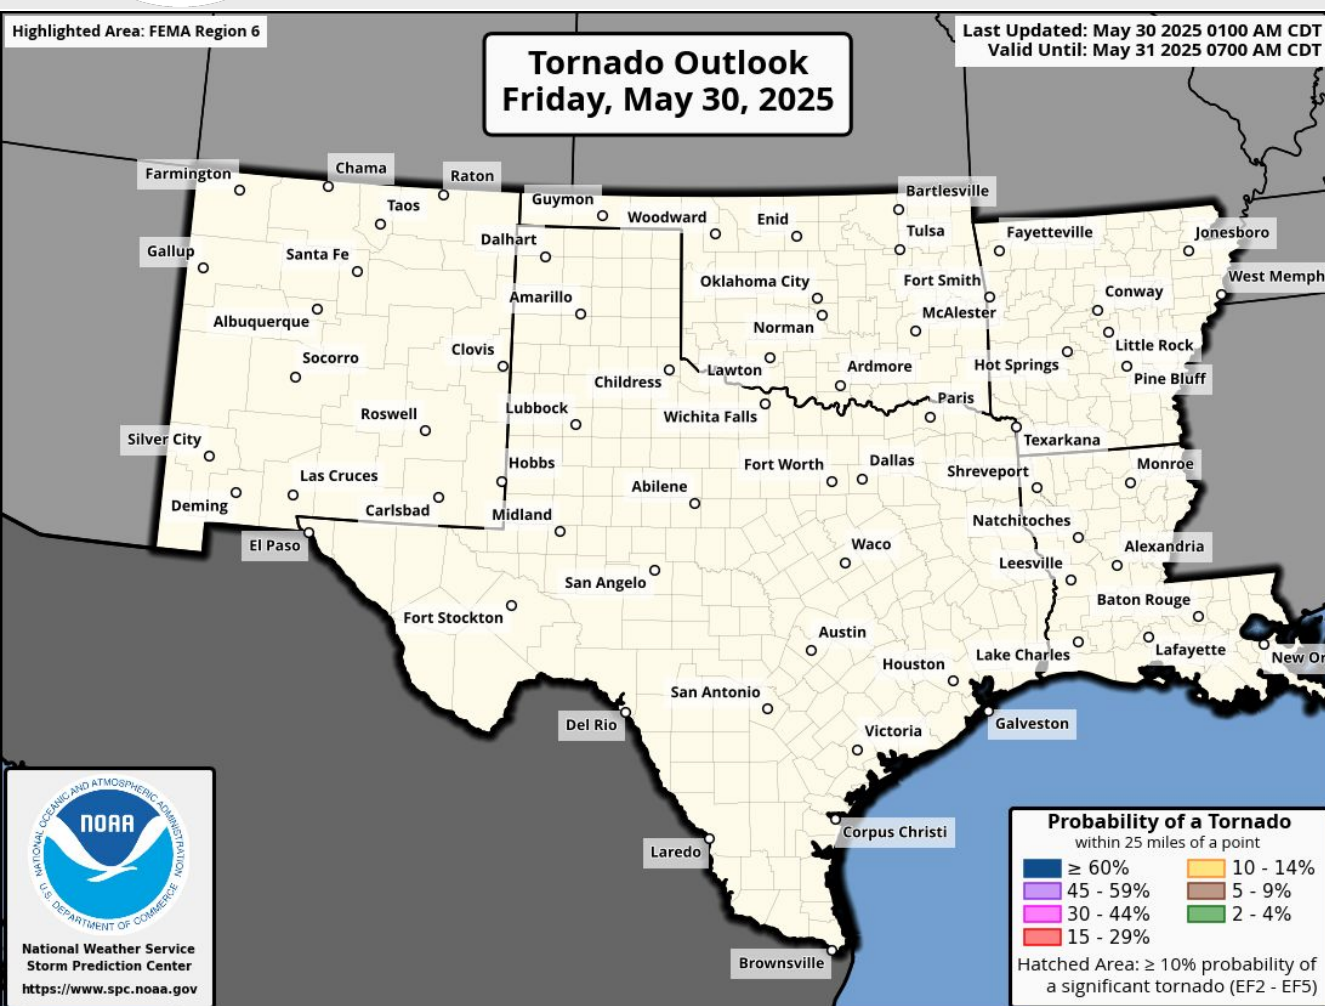 Highlighted Area: FEMA Region 6
Last Updated: May 30 2025 0100 AM CDT
Valid Until: May 31 2025 0700 AM CDT
Tornado Outlook
Friday, May 30, 2025
Farmington
Chama
Raton
Taos
Guymon
Woodward
Enid
Bartlesville
Tulsa
Fayetteville
Jonesboro
Gallup
Santa Fe
Dalhart
Oklahoma City
Fort Smith
West Memph
Amarillo
Conway
Albuquerque
Norman
McAlester
Little Rock
Socorro
Clovis
Childress
Lawton
Ardmore
Hot Springs
Pine Bluff
Roswell
Lubbock
Wichita Falls
Paris
Silver City
Texarkana
Las Cruces
Hobbs
Fort Worth
Dallas
Shreveport
Monroe
Deming
Carlsbad
Abilene
Midland
Natchitoches
El Paso
Waco
Alexandria
San Angelo
Leesville
Fort Stockton
Baton Rouge
Austin
Houston
Lake Charles
Lafayette
New Or
San Antonio
Del Rio
Victoria
Galveston
Corpus Christi
Laredo
Brownsville
NATIONAL OCEANIC AND ATMOSPHERIC ADMINISTRATION
NOAA
U.S. DEPARTMENT OF COMMERCE
National Weather Service
Storm Prediction Center
https://www.spc.noaa.gov
Probability of a Tornado
within 25 miles of a point
≥ 60%
45 - 59%
30 - 44%
15 - 29%
10 - 14%
5 - 9%
2 - 4%
Hatched Area: ≥ 10% probability of
a significant tornado (EF2 - EF5)